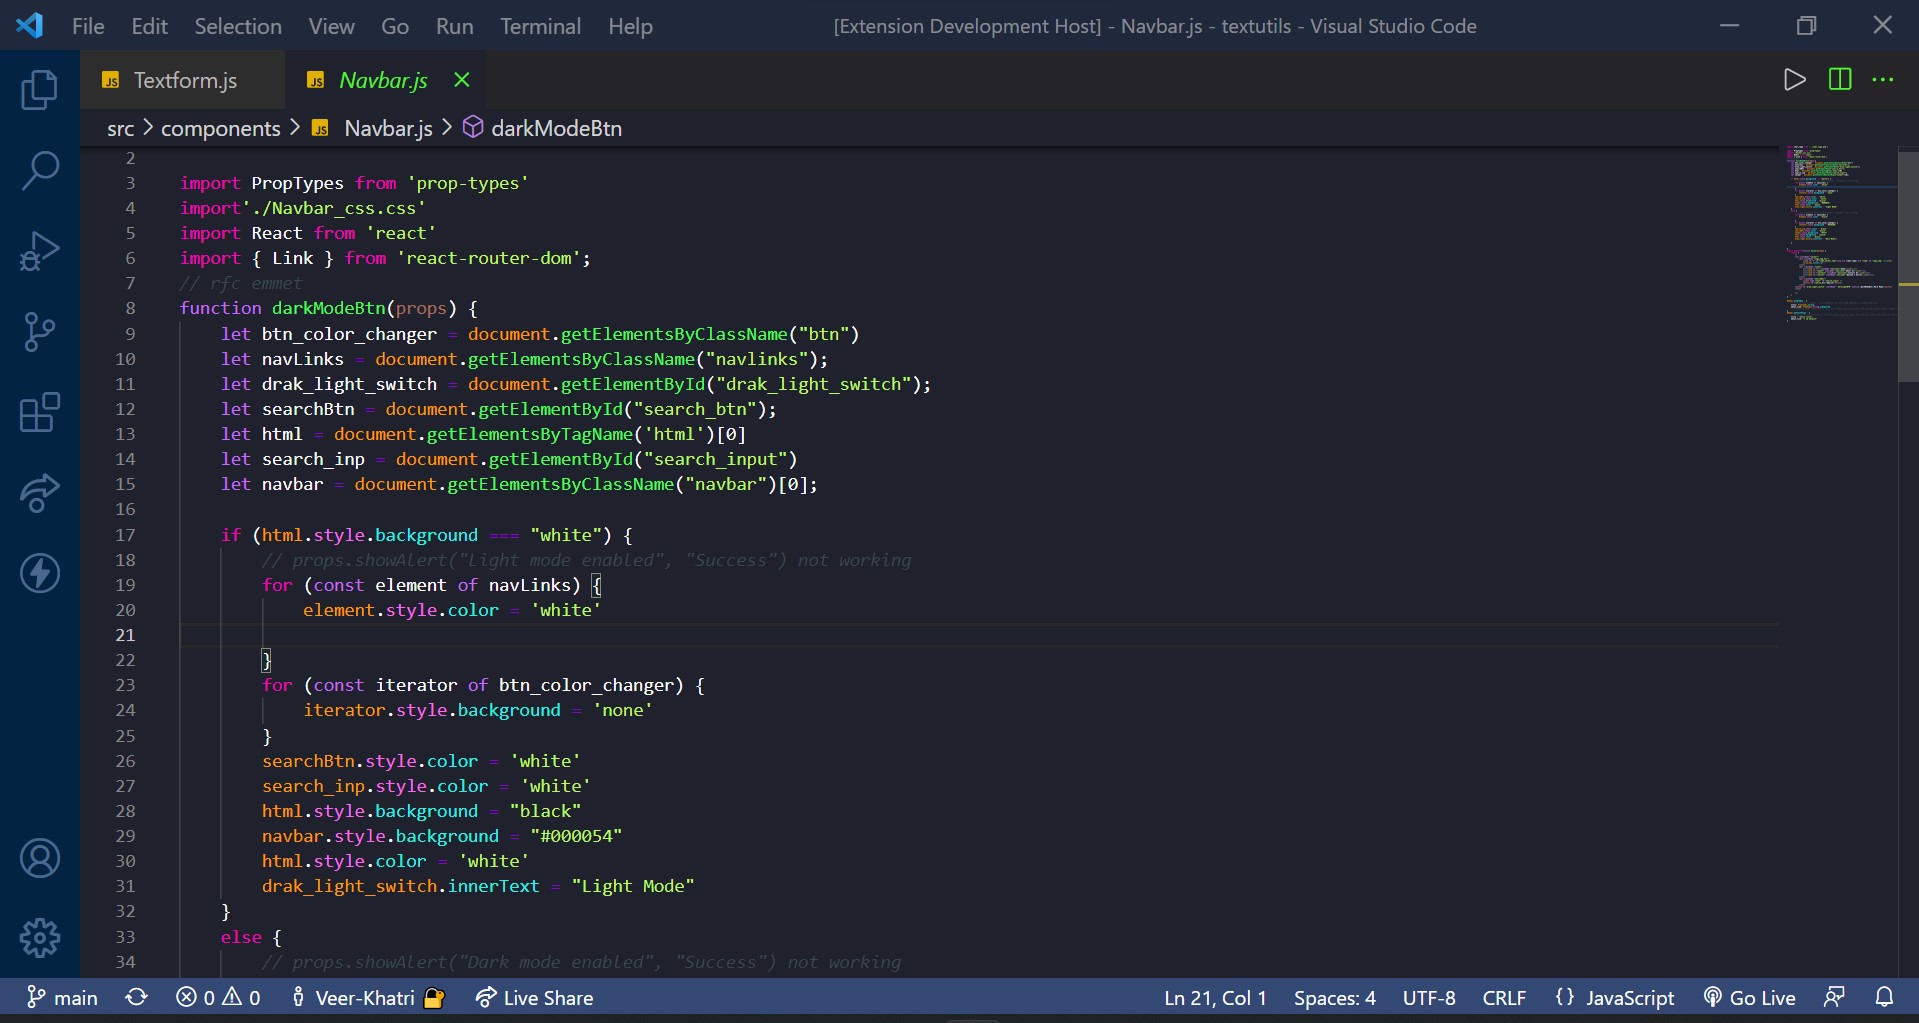 File Edit Selection View Go Run Terminal Help [Extension Development Host] - Navbar.js - textutils - Visual Studio Code
JS Textform.js JS Navbar.js
src > components > JS Navbar.js > darkModeBtn
2
3 import PropTypes from 'prop-types'
4 import'./Navbar_css.css'
5 import React from 'react'
6 import { Link } from 'react-router-dom';
7 // rfc emmet
8 function darkModeBtn(props) {
9 let btn_color_changer = document.getElementsByClassName("btn")
10 let navLinks = document.getElementsByClassName("navlinks");
11 let drak_light_switch = document.getElementById("drak_light_switch");
12 let searchBtn = document.getElementById("search_btn");
13 let html = document.getElementsByTagName('html')[0]
14 let search_inp = document.getElementById("search_input")
15 let navbar = document.getElementsByClassName("navbar")[0];
16
17 if (html.style.background === "white") {
18 // props.showAlert("Light mode enabled", "Success") not working
19 for (const element of navLinks) {
20 element.style.color = 'white'
21
22 }
23 for (const iterator of btn_color_changer) {
24 iterator.style.background = 'none'
25 }
26 searchBtn.style.color = 'white'
27 search_inp.style.color = 'white'
28 html.style.background = "black"
29 navbar.style.background = "#000054"
30 html.style.color = 'white'
31 drak_light_switch.innerText = "Light Mode"
32 }
33 else {
34 // props.showAlert("Dark mode enabled", "Success") not working
main 0 0 Veer-Khatri Live Share Ln 21, Col 1 Spaces: 4 UTF-8 CRLF {} JavaScript Go Live